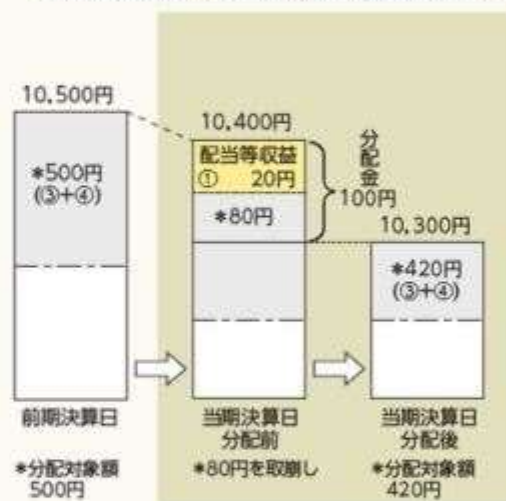 10,500円
*500円
(③+④)
10,400円
配当等収益
① 20円
*80円
分配金
100円
10,300円
*420円
(③+④)
前期決算日
当期決算日
分配前
当期決算日
分配後
*分配対象額
500円
*80円を取崩し
*分配対象額
420円